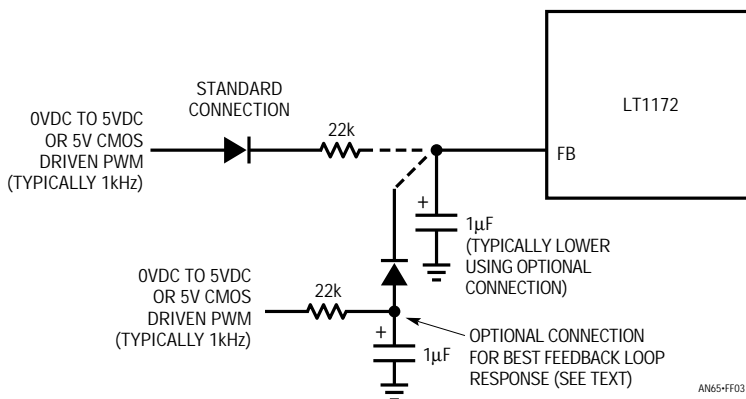 STANDARD
CONNECTION
LT1172
0VDC TO 5VDC
OR 5V CMOS
DRIVEN PWM
(TYPICALLY 1kHz)
22k
FB
+
1µF
(TYPICALLY LOWER
USING OPTIONAL
CONNECTION)
0VDC TO 5VDC
OR 5V CMOS
DRIVEN PWM
(TYPICALLY 1kHz)
22k
+
1µF
OPTIONAL CONNECTION
FOR BEST FEEDBACK LOOP
RESPONSE (SEE TEXT)
AN65•FF03